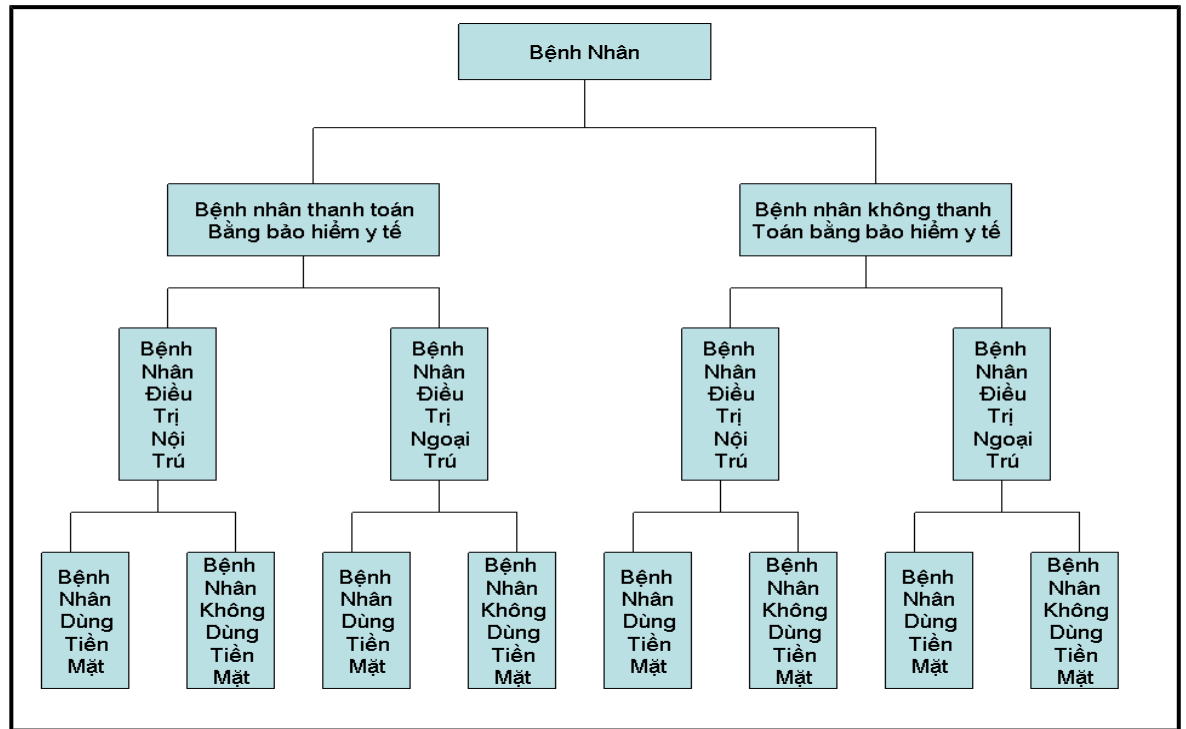 Bệnh Nhân
Bệnh nhân thanh toán
Bằng bảo hiểm y tế
Bệnh nhân không thanh
Toán bằng bảo hiểm y tế
Bệnh
Nhân
Điều
Trị
Nội
Trú
Bệnh
Nhân
Điều
Trị
Ngoại
Trú
Bệnh
Nhân
Điều
Trị
Nội
Trú
Bệnh
Nhân
Điều
Trị
Ngoại
Trú
Bệnh
Nhân
Dùng
Tiền
Mặt
Bệnh
Nhân
Không
Dùng
Tiền
Mặt
Bệnh
Nhân
Dùng
Tiền
Mặt
Bệnh
Nhân
Không
Dùng
Tiền
Mặt
Bệnh
Nhân
Dùng
Tiền
Mặt
Bệnh
Nhân
Không
Dùng
Tiền
Mặt
Bệnh
Nhân
Dùng
Tiền
Mặt
Bệnh
Nhân
Không
Dùng
Tiền
Mặt